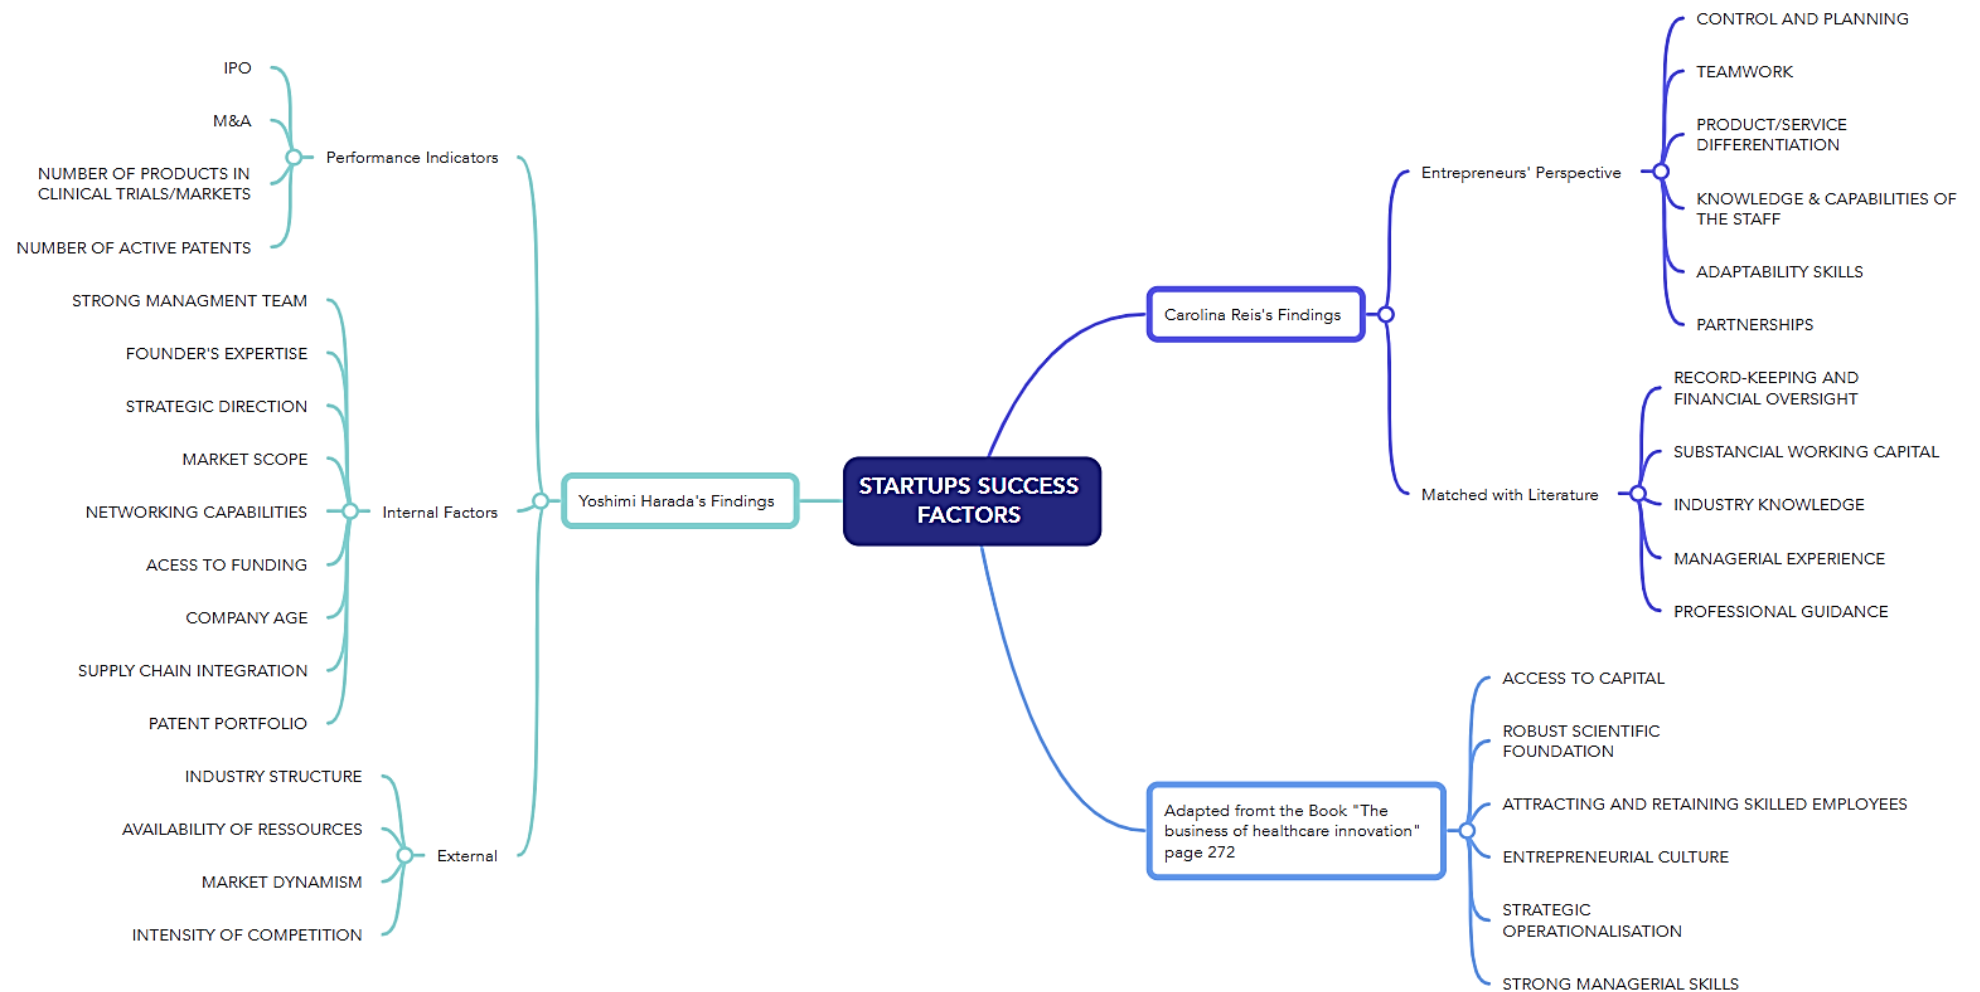 STARTUPS SUCCESS
FACTORS
Yoshimi Harada's Findings
Performance Indicators
IPO
M&A
NUMBER OF PRODUCTS IN
CLINICAL TRIALS/MARKETS
NUMBER OF ACTIVE PATENTS
Internal Factors
STRONG MANAGMENT TEAM
FOUNDER'S EXPERTISE
STRATEGIC DIRECTION
MARKET SCOPE
NETWORKING CAPABILITIES
ACESS TO FUNDING
COMPANY AGE
SUPPLY CHAIN INTEGRATION
PATENT PORTFOLIO
External
INDUSTRY STRUCTURE
AVAILABILITY OF RESSOURCES
MARKET DYNAMISM
INTENSITY OF COMPETITION
Carolina Reis's Findings
Entrepreneurs' Perspective
CONTROL AND PLANNING
TEAMWORK
PRODUCT/SERVICE
DIFFERENTIATION
KNOWLEDGE & CAPABILITIES OF
THE STAFF
ADAPTABILITY SKILLS
PARTNERSHIPS
Matched with Literature
RECORD-KEEPING AND
FINANCIAL OVERSIGHT
SUBSTANCIAL WORKING CAPITAL
INDUSTRY KNOWLEDGE
MANAGERIAL EXPERIENCE
PROFESSIONAL GUIDANCE
Adapted fromt the Book "The
business of healthcare innovation"
page 272
ACCESS TO CAPITAL
ROBUST SCIENTIFIC
FOUNDATION
ATTRACTING AND RETAINING SKILLED EMPLOYEES
ENTREPRENEURIAL CULTURE
STRATEGIC
OPERATIONALISATION
STRONG MANAGERIAL SKILLS